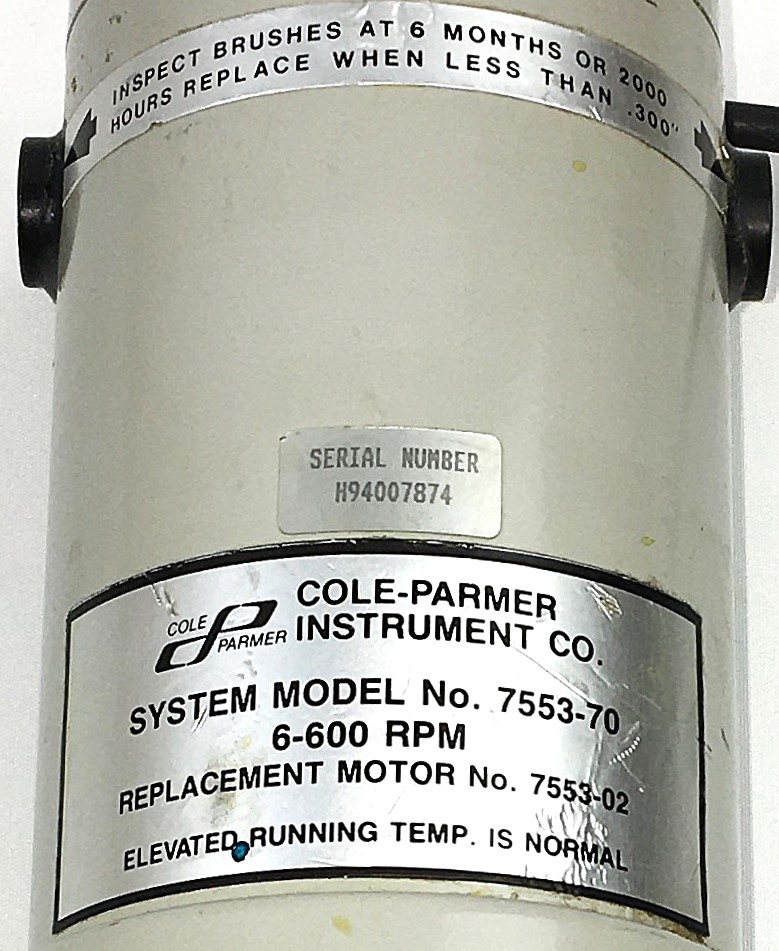 INSPECT BRUSHES AT 6 MONTHS OR 2000
HOURS REPLACE WHEN LESS THAN .300"
SERIAL NUMBER
H94007874
COLE PARMER
COLE-PARMER
INSTRUMENT CO.
SYSTEM MODEL No. 7553-70
6-600 RPM
REPLACEMENT MOTOR No. 7553-02
ELEVATED RUNNING TEMP. IS NORMAL